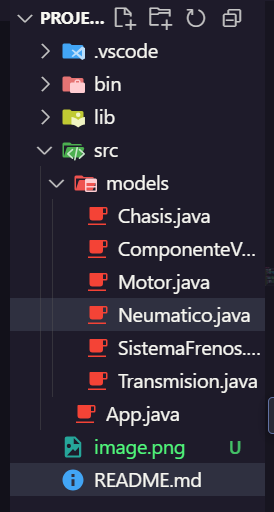 PROJE...
.vscode
bin
lib
src
models
Chasis.java
ComponenteV...
Motor.java
Neumatico.java
SistemaFrenos....
Transmision.java
App.java
image.png U
README.md